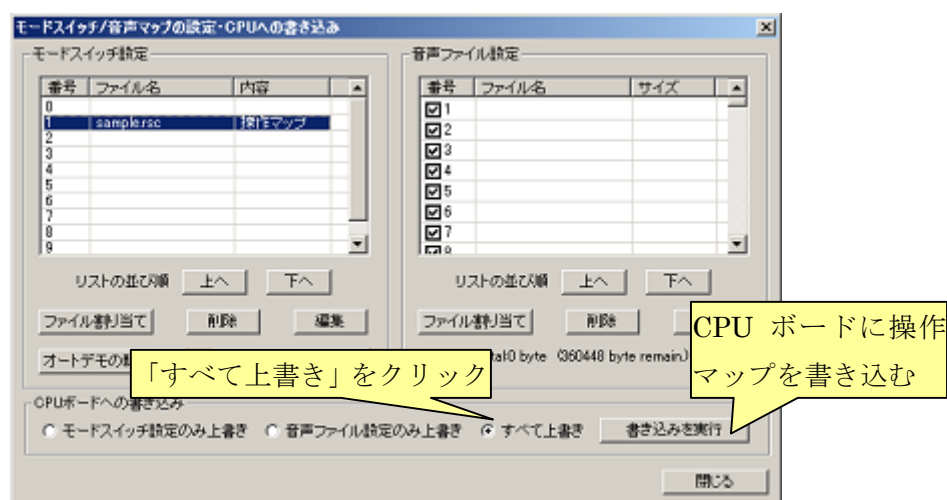 モードスイッチ/音声マップの設定・CPUへの書き込み
モードスイッチ設定
番号 ファイル名 内容
0
1 sample.rsc 操作マップ
2
3
4
5
6
7
8
9
リストの並び順 上へ 下へ
ファイル割り当て 削除 編集
オートデモの
音声ファイル設定
番号 ファイル名 サイズ
1
2
3
4
5
6
7
8
リストの並び順 上へ 下へ
ファイル割り当て 削除
tal:0 byte (360448 byte remain.)
「すべて上書き」をクリック
CPU ボードに操作
マップを書き込む
CPUボードへの書き込み
モードスイッチ設定のみ上書き 音声ファイル設定のみ上書き すべて上書き 書き込みを実行
閉じる